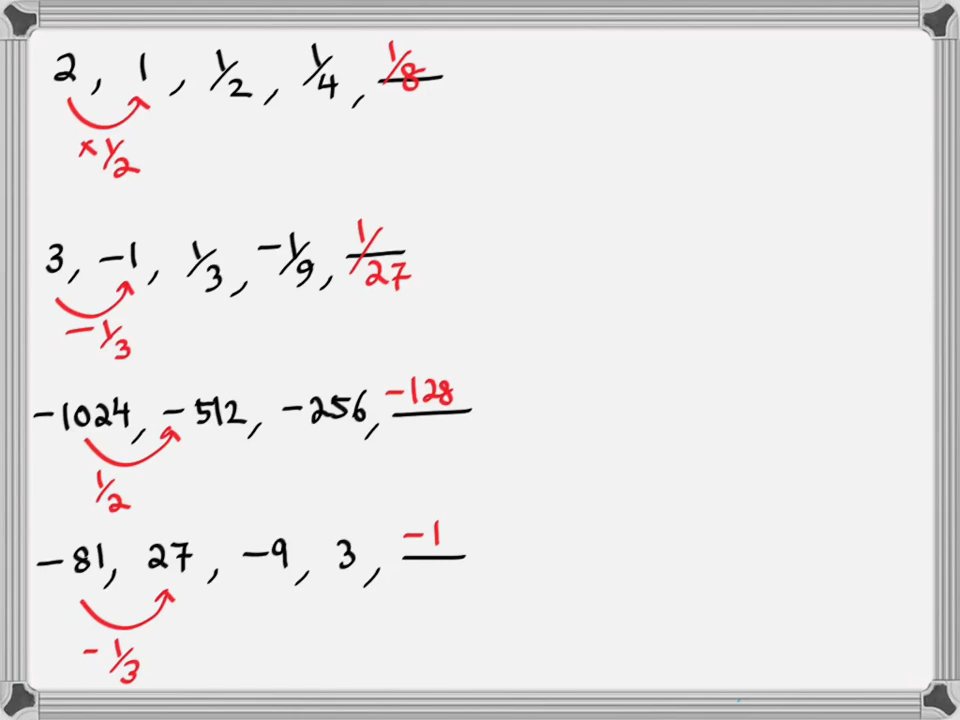 2, 1, 1/2, 1/4, 1/8
×1/2
3, -1, 1/3, -1/9, 1/27
-1/3
-1024, -512, -256, -128
1/2
-81, 27, -9, 3, -1
-1/3